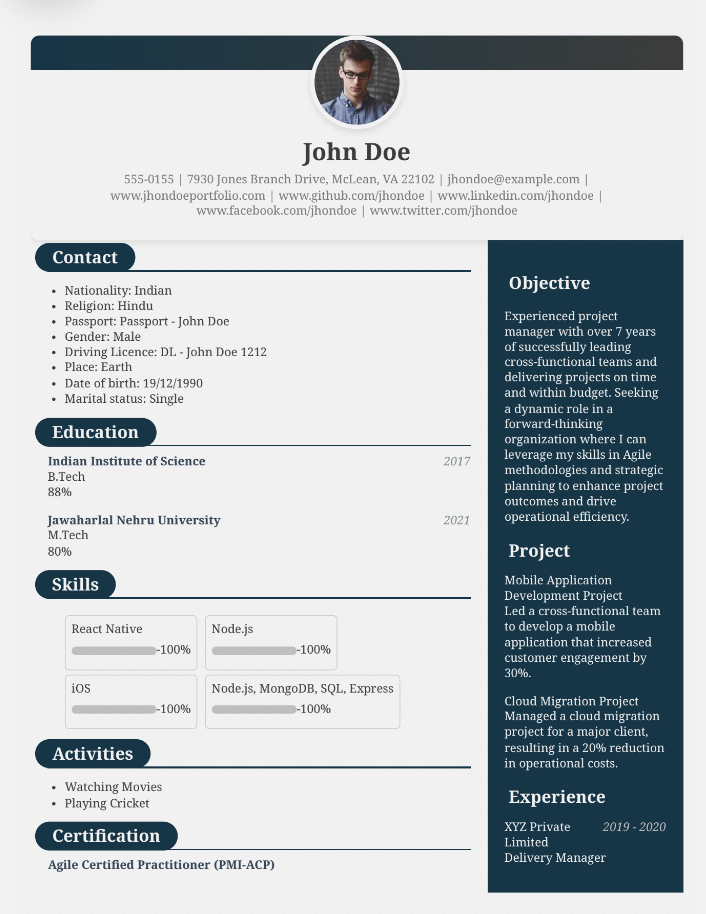 John Doe
555-0155 | 7930 Jones Branch Drive, McLean, VA 22102 | jhondoe@example.com |
www.jhondoeportfolio.com | www.github.com/jhondoe | www.linkedin.com/jhondoe |
www.facebook.com/jhondoe | www.twitter.com/jhondoe
Contact
• Nationality: Indian
• Religion: Hindu
• Passport: Passport - John Doe
• Gender: Male
• Driving Licence: DL - John Doe 1212
• Place: Earth
• Date of birth: 19/12/1990
• Marital status: Single
Education
Indian Institute of Science 2017
B.Tech
88%
Jawaharlal Nehru University 2021
M.Tech
80%
Skills
React Native
-100%
Node.js
-100%
iOS
-100%
Node.js, MongoDB, SQL, Express
-100%
Activities
• Watching Movies
• Playing Cricket
Certification
Agile Certified Practitioner (PMI-ACP)
Objective
Experienced project
manager with over 7 years
of successfully leading
cross-functional teams and
delivering projects on time
and within budget. Seeking
a dynamic role in a
forward-thinking
organization where I can
leverage my skills in Agile
methodologies and strategic
planning to enhance project
outcomes and drive
operational efficiency.
Project
Mobile Application
Development Project
Led a cross-functional team
to develop a mobile
application that increased
customer engagement by
30%.
Cloud Migration Project
Managed a cloud migration
project for a major client,
resulting in a 20% reduction
in operational costs.
Experience
XYZ Private 2019 - 2020
Limited
Delivery Manager